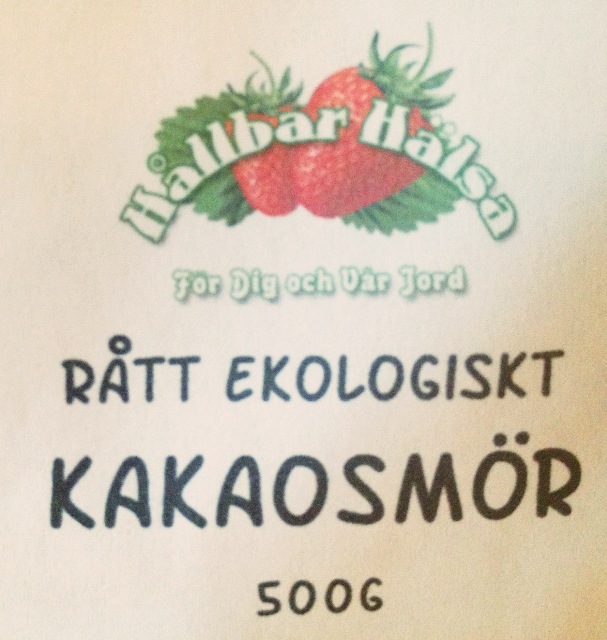 Hållbar Hälsa
För Dig och Vår Jord
RÅTT EKOLOGISKT
KAKAOSMÖR
500G